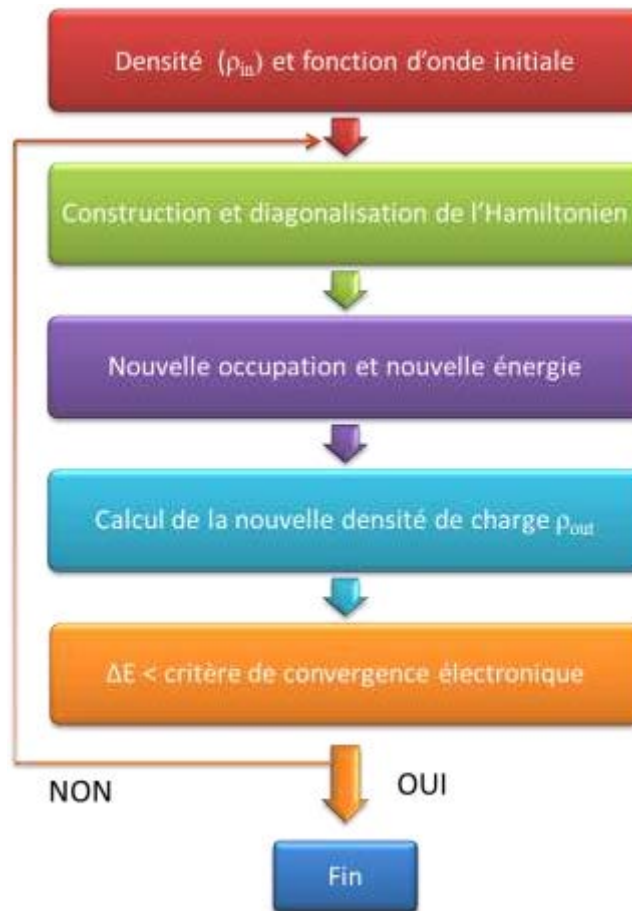 Densité (ρin) et fonction d'onde initiale
Construction et diagonalisation de l'Hamiltonien
Nouvelle occupation et nouvelle énergie
Calcul de la nouvelle densité de charge ρout
ΔE < critère de convergence électronique
NON
OUI
Fin